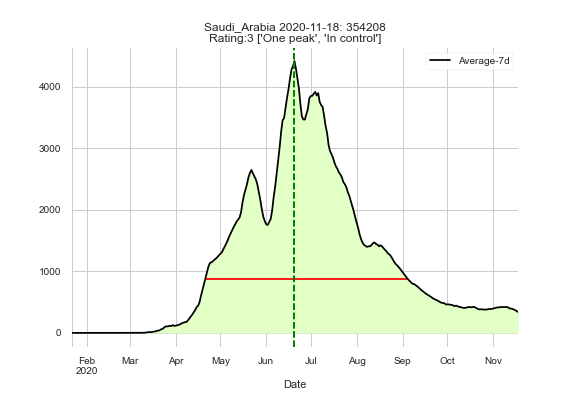 Saudi_Arabia 2020-11-18: 354208
Rating:3 ['One peak', 'In control']
Average-7d
4000
3000
2000
1000
0
Feb Mar Apr May Jun Jul Aug Sep Oct Nov
2020
Date